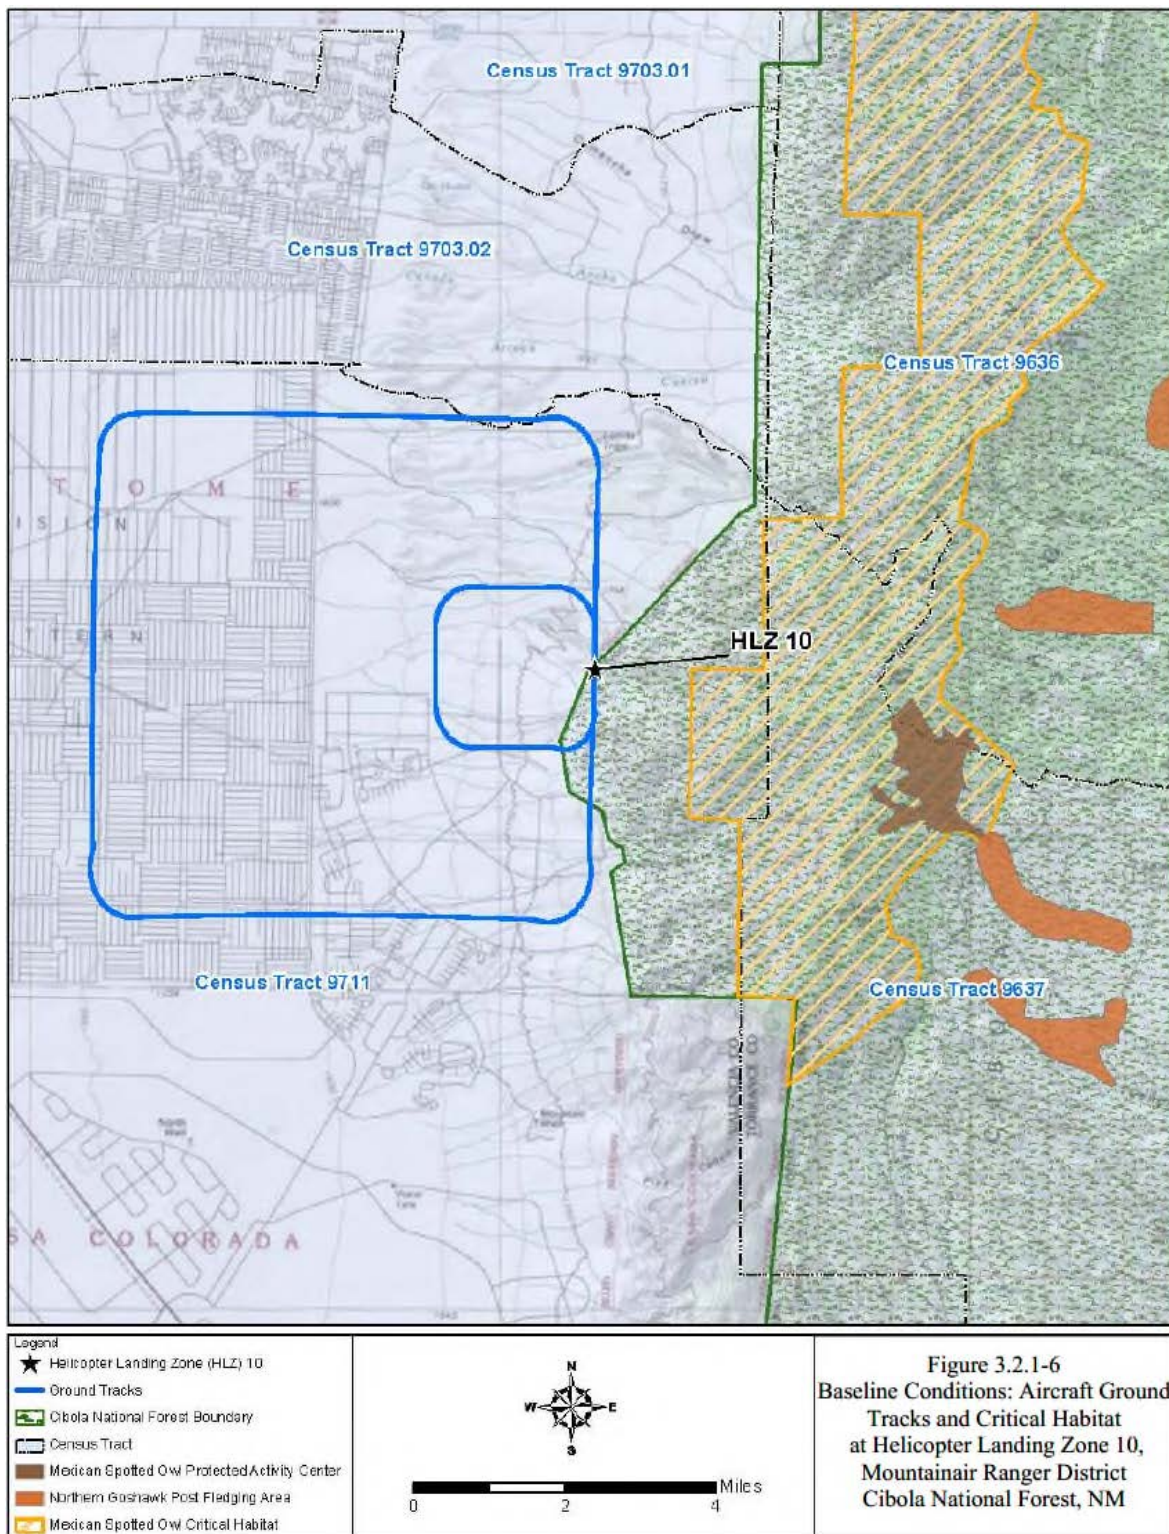 Census Tract 9703.01
Census Tract 9703.02
Census Tract 9636
T O M E
HLZ 10
Census Tract 9711
Census Tract 9637
COLORADA
Legend
Helicopter Landing Zone (HLZ) 10
Ground Tracks
Cibola National Forest Boundary
Census Tract
Mexican Spotted Owl Protected Activity Center
Northern Goshawk Post Fledging Area
Mexican Spotted Owl Critical Habitat
N
W E
S
Miles
0 2 4
Figure 3.2.1-6
Baseline Conditions: Aircraft Ground
Tracks and Critical Habitat
at Helicopter Landing Zone 10,
Mountainair Ranger District
Cibola National Forest, NM